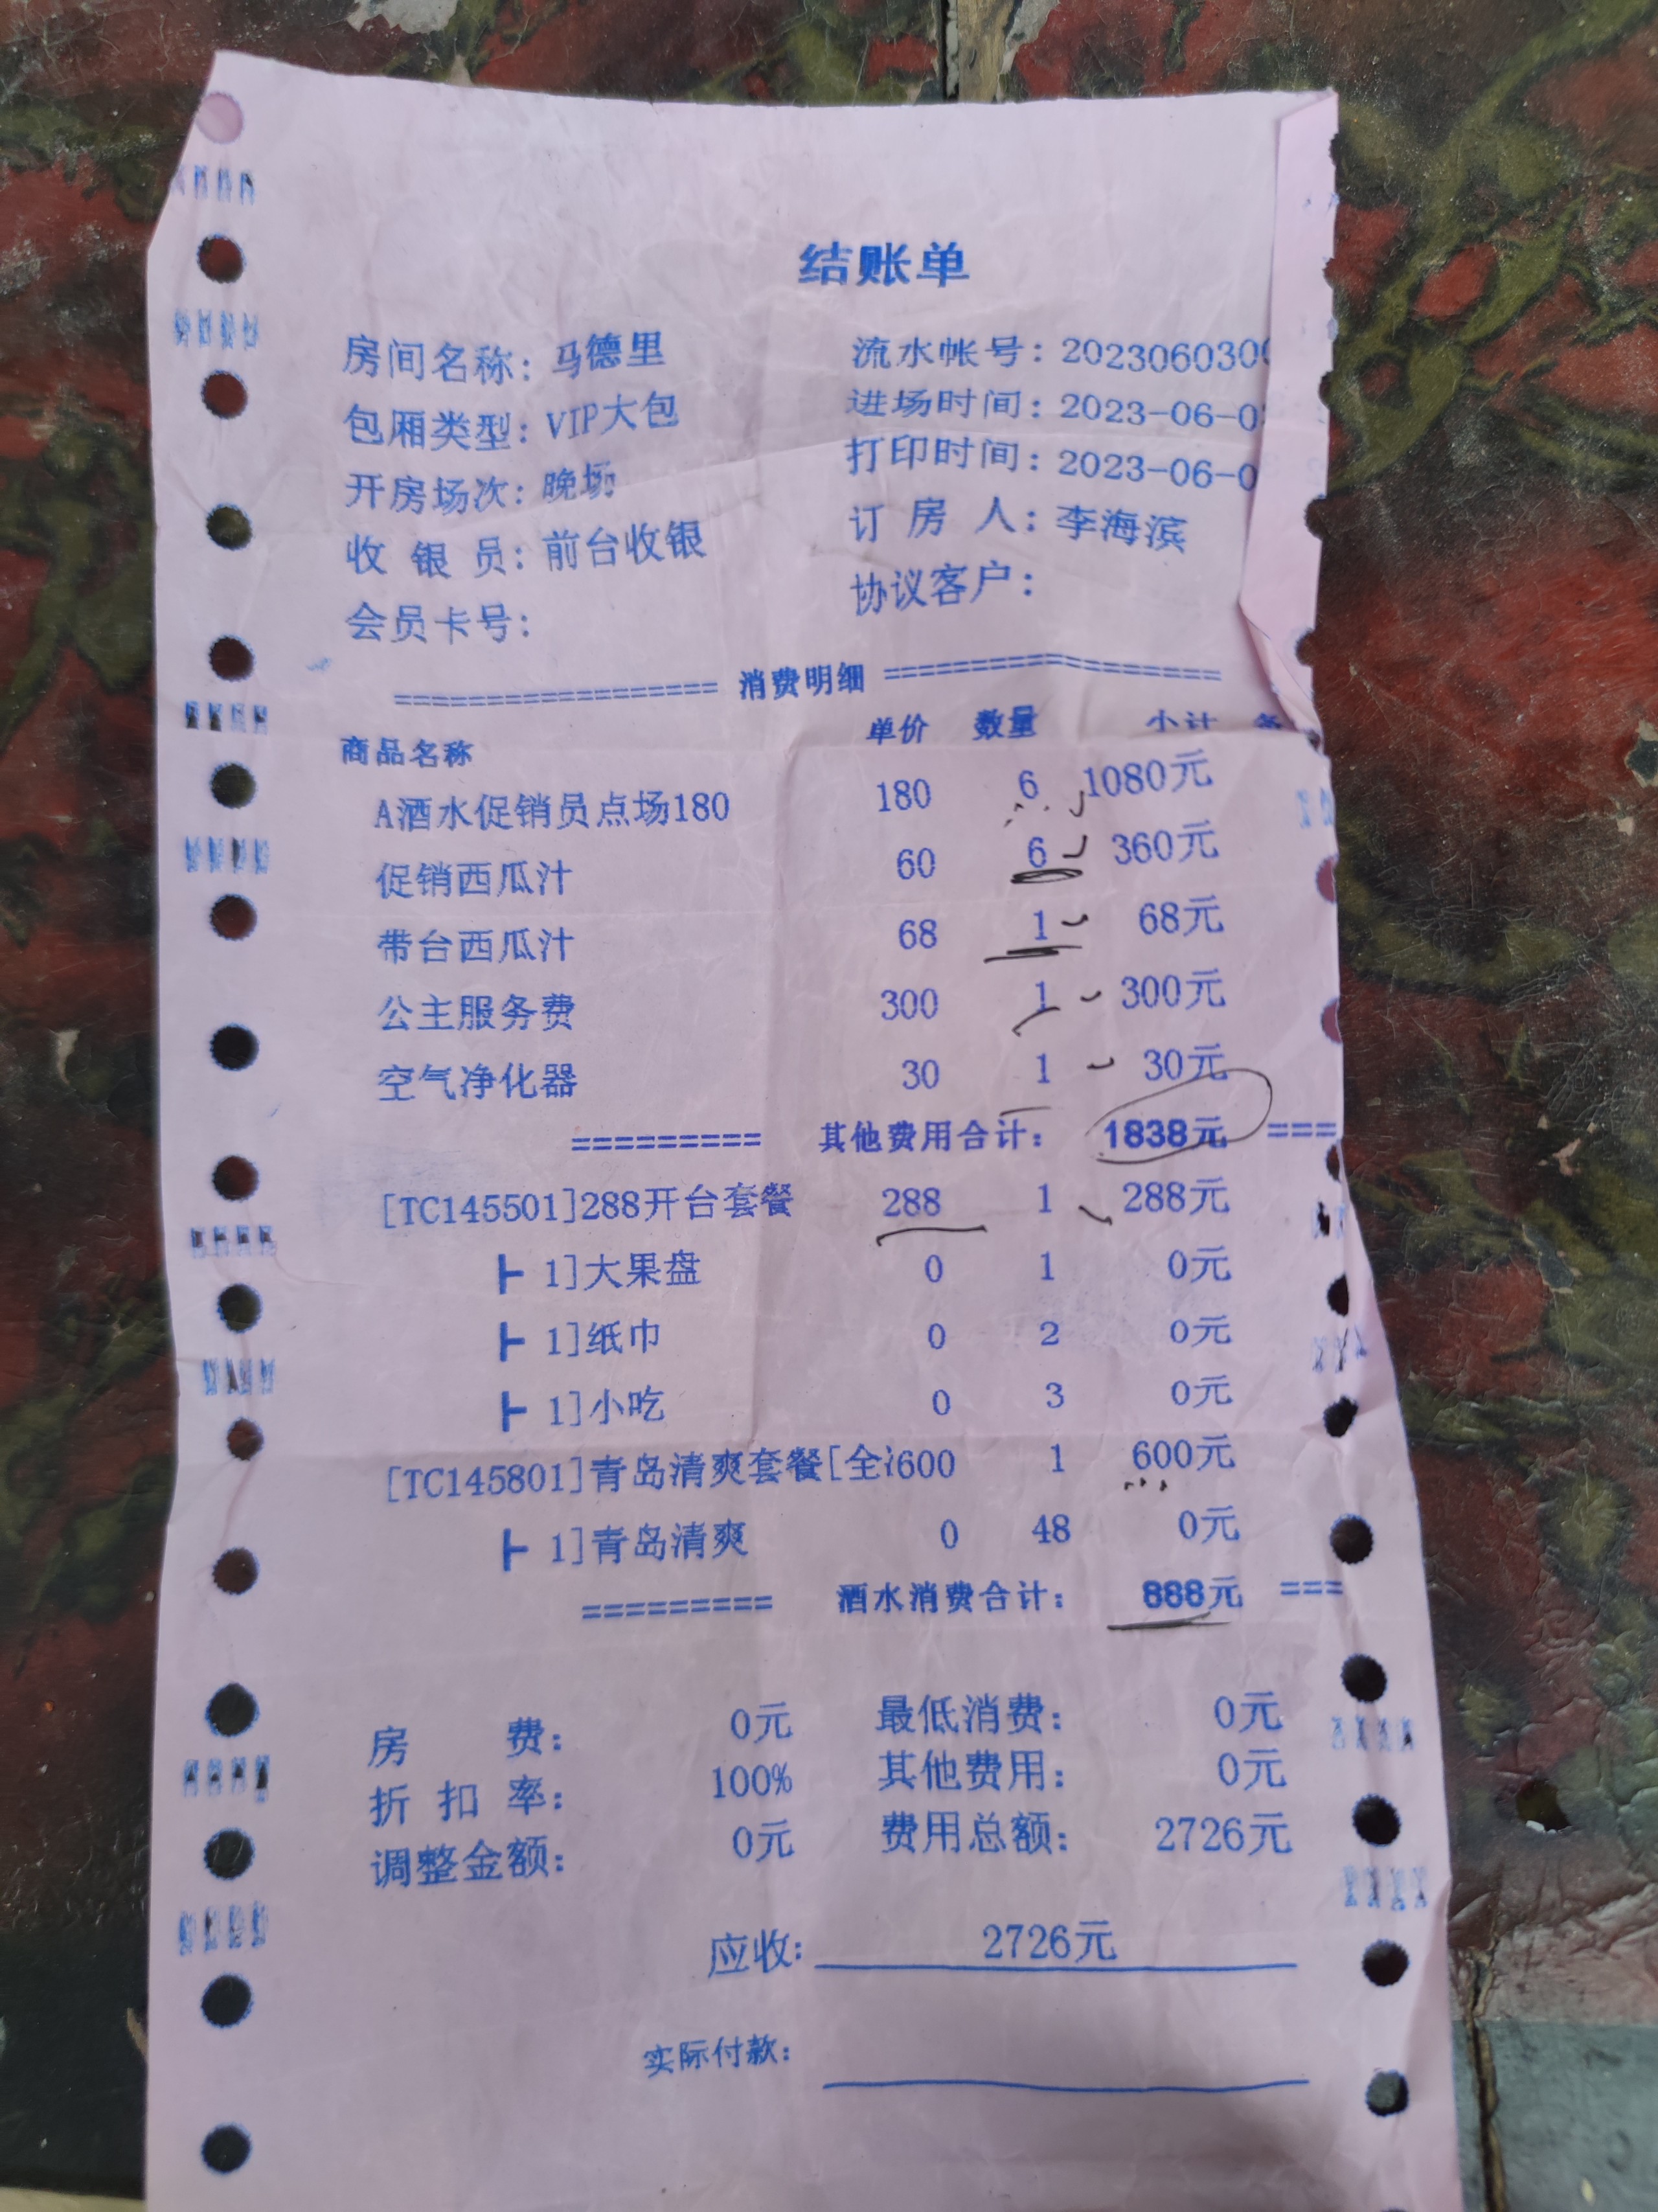 结账单
房间名称：马德里 流水帐号：202306030
包厢类型：VIP大包 进场时间：2023-06-0
开房场次：晚场 打印时间：2023-06-0
收 银 员：前台收银 订 房 人：李海滨
会员卡号： 协议客户：
================= 消费明细 =================
商品名称 单价 数量 小计
A酒水促销员点场180 180 6 1080元
促销西瓜汁 60 6 360元
带台西瓜汁 68 1 68元
公主服务费 300 1 300元
空气净化器 30 1 30元
========= 其他费用合计： 1838元 ===
[TC145501]288开台套餐 288 1 288元
┣ 1]大果盘 0 1 0元
┣ 1]纸巾 0 2 0元
┣ 1]小吃 0 3 0元
[TC145801]青岛清爽套餐[全 600 1 600元
┣ 1]青岛清爽 0 48 0元
========= 酒水消费合计： 888元 ===
房 费： 0元 最低消费： 0元
折 扣 率： 100% 其他费用： 0元
调整金额： 0元 费用总额： 2726元
应收： 2726元
实际付款：